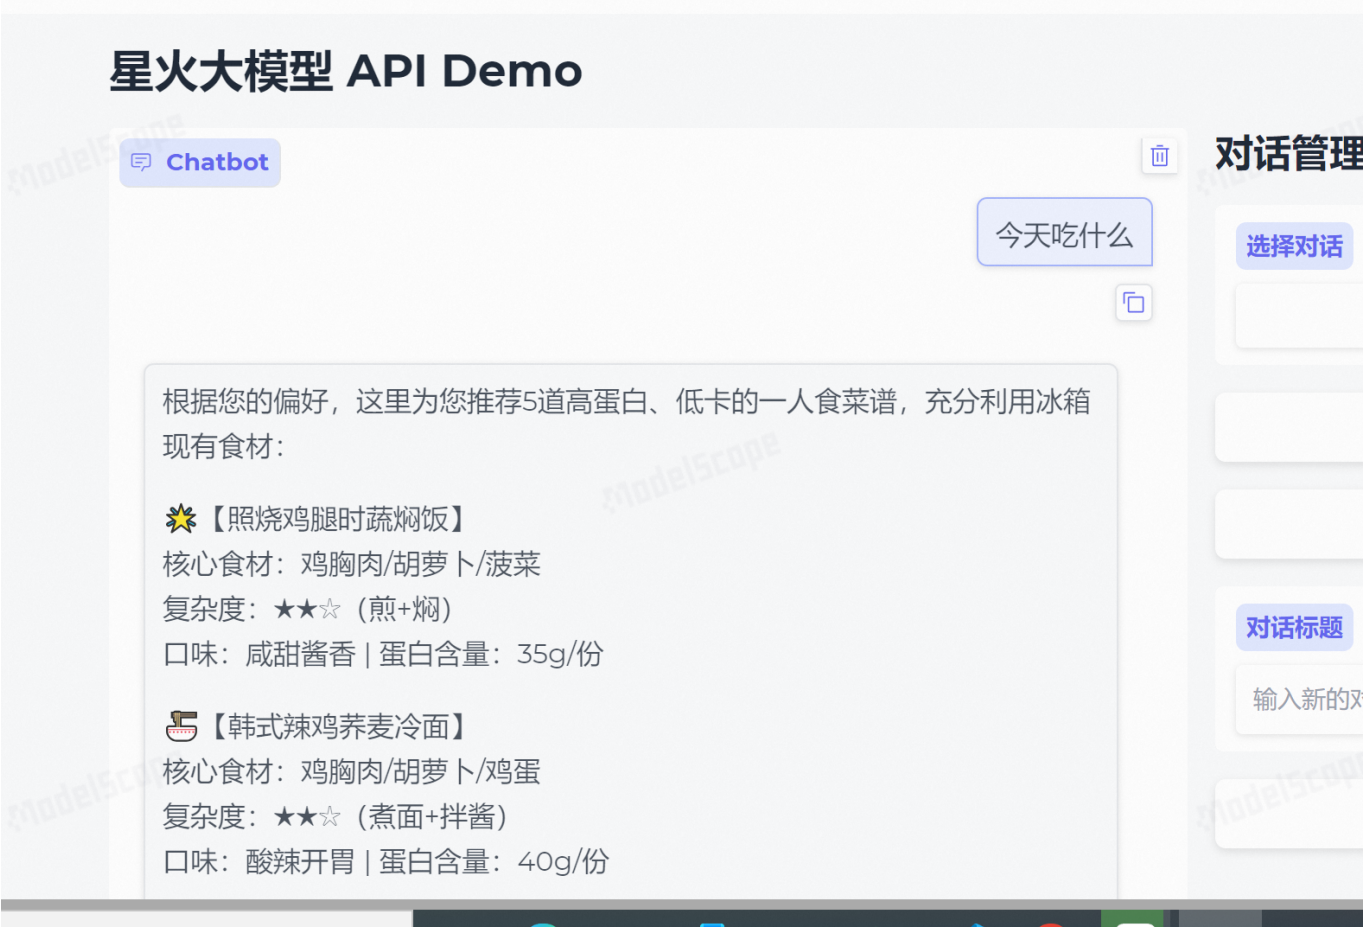 星火大模型 API Demo
Chatbot
今天吃什么
根据您的偏好，这里为您推荐5道高蛋白、低卡的一人食菜谱，充分利用冰箱
现有食材：
🌟【照烧鸡腿时蔬焖饭】
核心食材：鸡胸肉/胡萝卜/菠菜
复杂度：★★☆（煎+焖）
口味：咸甜酱香 | 蛋白含量：35g/份
🍜【韩式辣鸡荞麦冷面】
核心食材：鸡胸肉/胡萝卜/鸡蛋
复杂度：★★☆（煮面+拌酱）
口味：酸辣开胃 | 蛋白含量：40g/份
对话管理
选择对话
对话标题
输入新的对
ModelScope
ModelScope
ModelScope
ModelScope